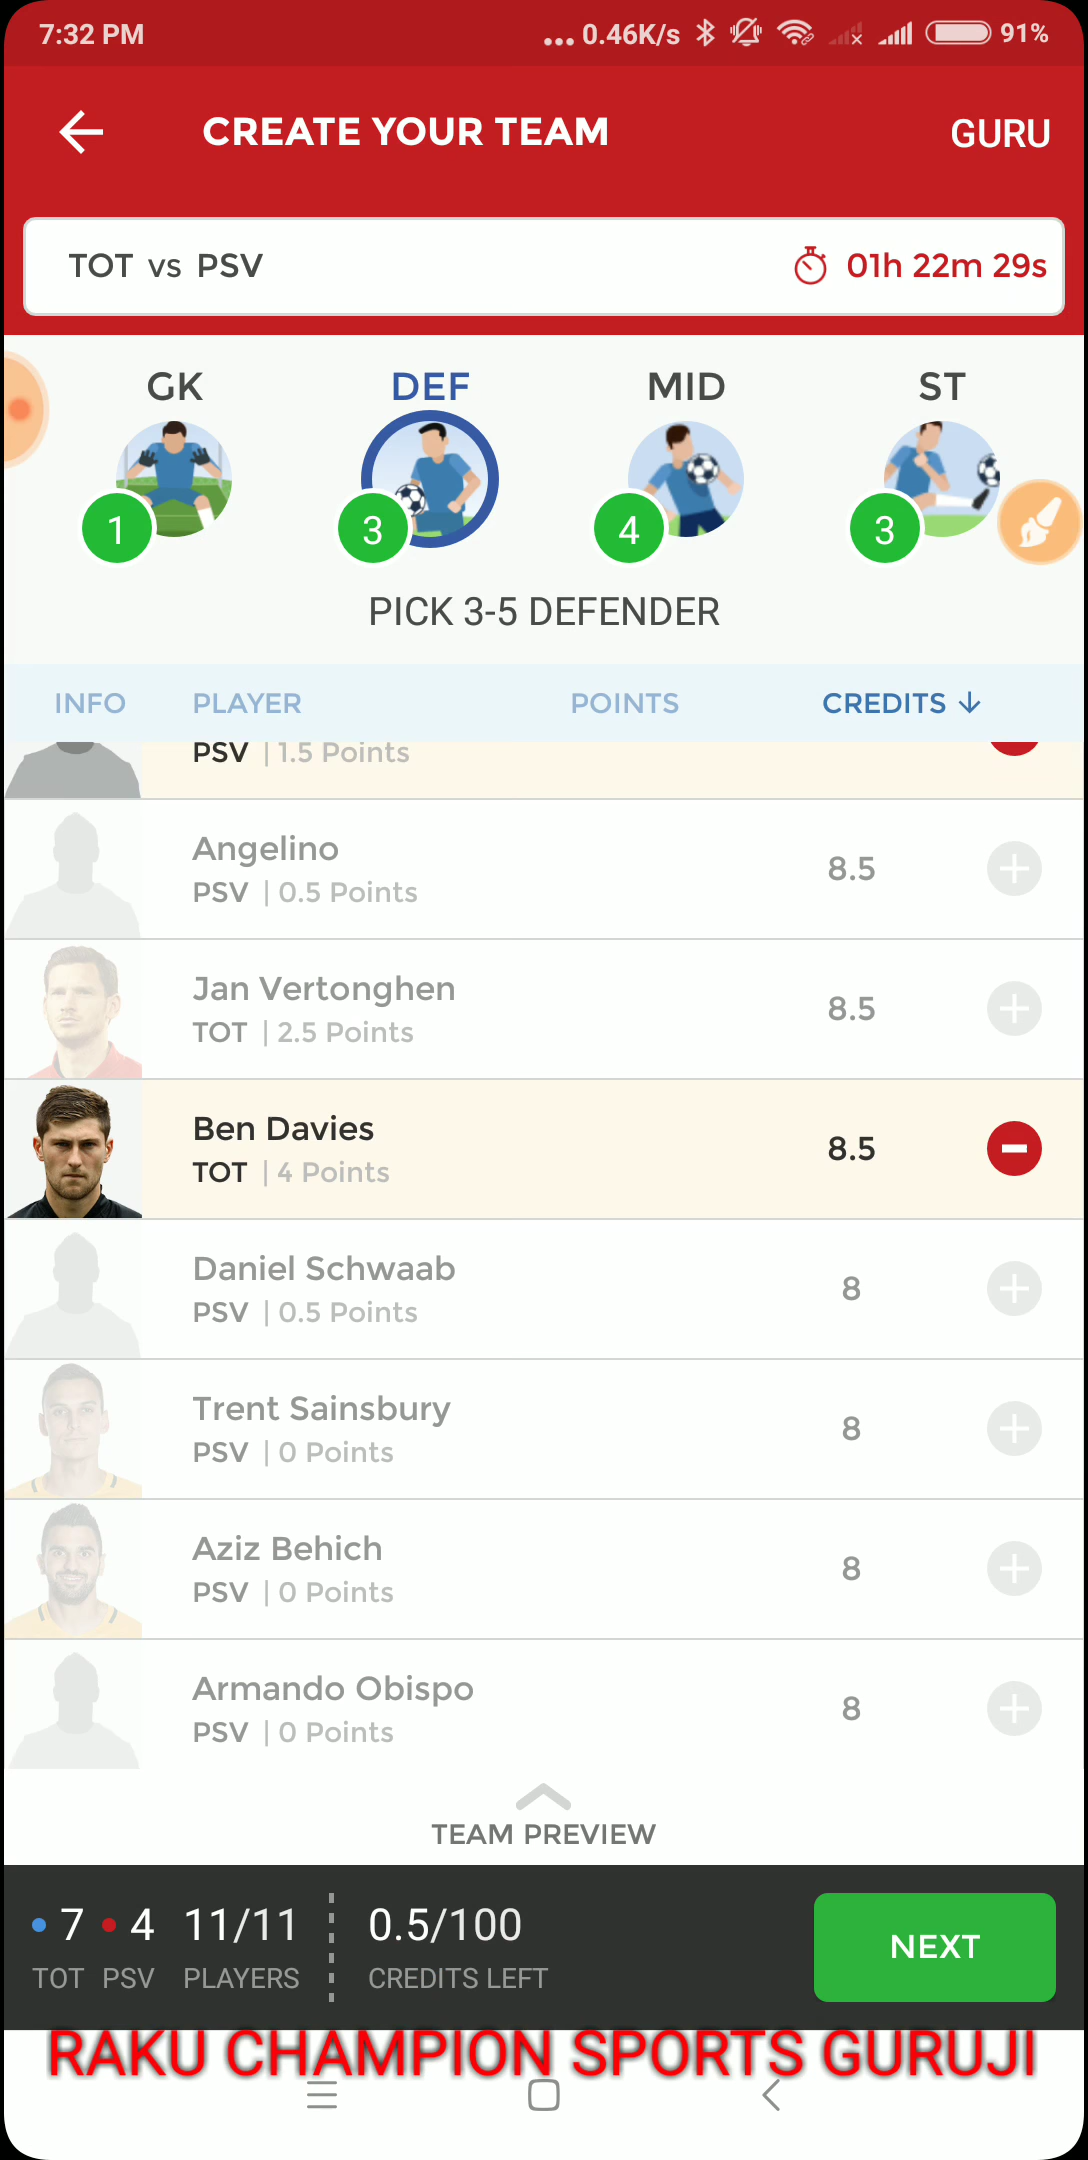 7:32 PM ... 0.46K/s 91%
CREATE YOUR TEAM GURU
TOT vs PSV 01h 22m 29s
GK DEF MID ST
1 3 4 3
PICK 3-5 DEFENDER
INFO PLAYER POINTS CREDITS ↓
PSV | 1.5 Points
Angelino
PSV | 0.5 Points 8.5
Jan Vertonghen
TOT | 2.5 Points 8.5
Ben Davies
TOT | 4 Points 8.5
Daniel Schwaab
PSV | 0.5 Points 8
Trent Sainsbury
PSV | 0 Points 8
Aziz Behich
PSV | 0 Points 8
Armando Obispo
PSV | 0 Points 8
TEAM PREVIEW
7 4 11/11 0.5/100
TOT PSV PLAYERS CREDITS LEFT
NEXT
RAKU CHAMPION SPORTS GURUJI